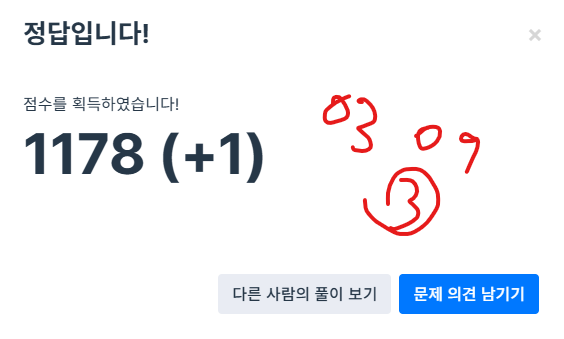 정답입니다! ×
점수를 획득하였습니다!
1178 (+1)
03 09
3
다른 사람의 풀이 보기 문제 의견 남기기